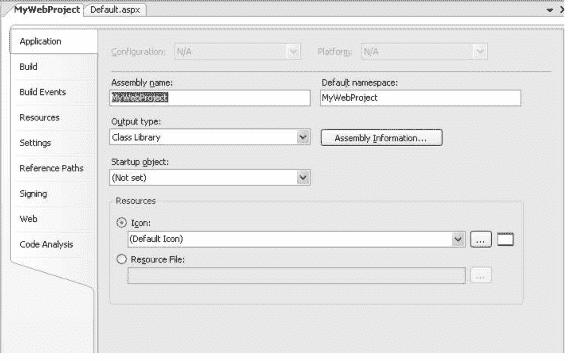 MyWebProject Default.aspx
Application
Configuration: N/A Platform: N/A
Build
Assembly name: Default namespace:
Build Events
MyWebProject MyWebProject
Resources
Output type:
Settings
Class Library Assembly Information...
Reference Paths
Startup object:
(Not set)
Signing
Resources
Web
Icon:
Code Analysis
(Default Icon) ...
Resource File:
...